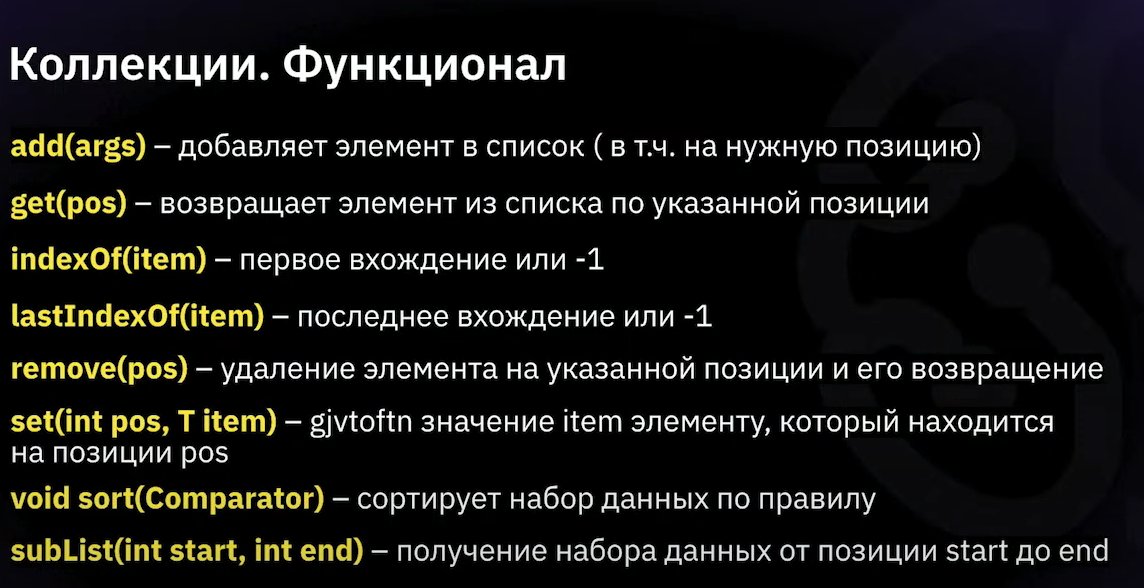 Коллекции. Функционал
add(args) – добавляет элемент в список ( в т.ч. на нужную позицию)
get(pos) – возвращает элемент из списка по указанной позиции
indexOf(item) – первое вхождение или -1
lastIndexOf(item) – последнее вхождение или -1
remove(pos) – удаление элемента на указанной позиции и его возвращение
set(int pos, T item) – gjvtoftn значение item элементу, который находится
на позиции pos
void sort(Comparator) – сортирует набор данных по правилу
subList(int start, int end) – получение набора данных от позиции start до end